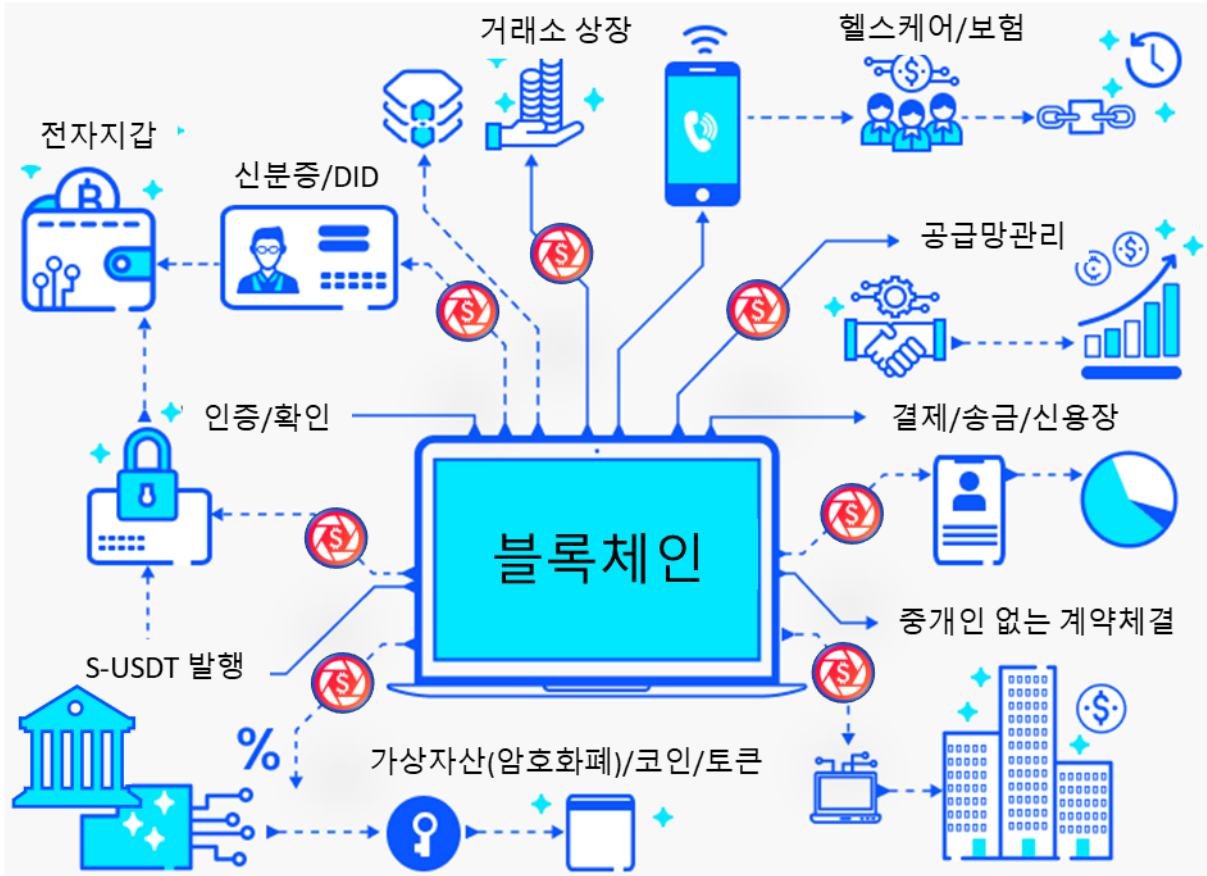 거래소 상장
헬스케어/보험
전자지갑
신분증/DID
공급망관리
인증/확인
결제/송금/신용장
블록체인
중개인 없는 계약체결
S-USDT 발행
%
가상자산(암호화폐)/코인/토큰